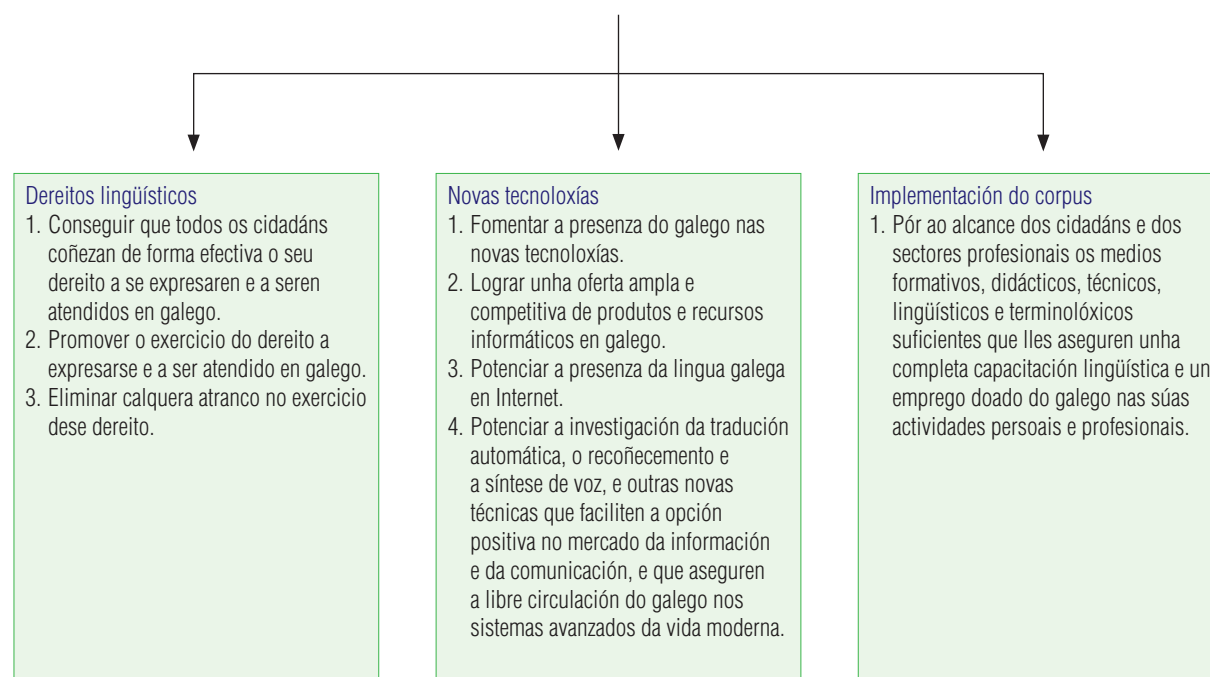 Dereitos lingüísticos
1. Conseguir que todos os cidadáns
coñezan de forma efectiva o seu
dereito a se expresaren e a seren
atendidos en galego.
2. Promover o exercicio do dereito a
expresarse e a ser atendido en galego.
3. Eliminar calquera atranco no exercicio
dese dereito.
Novas tecnoloxías
1. Fomentar a presenza do galego nas
novas tecnoloxías.
2. Lograr unha oferta ampla e
competitiva de produtos e recursos
informáticos en galego.
3. Potenciar a presenza da lingua galega
en Internet.
4. Potenciar a investigación da tradución
automática, o recoñecemento e
a síntese de voz, e outras novas
técnicas que faciliten a opción
positiva no mercado da información
e da comunicación, e que aseguren
a libre circulación do galego nos
sistemas avanzados da vida moderna.
Implementación do corpus
1. Pór ao alcance dos cidadáns e dos
sectores profesionais os medios
formativos, didácticos, técnicos,
lingüísticos e terminolóxicos
suficientes que lles aseguren unha
completa capacitación lingüística e un
emprego doado do galego nas súas
actividades persoais e profesionais.